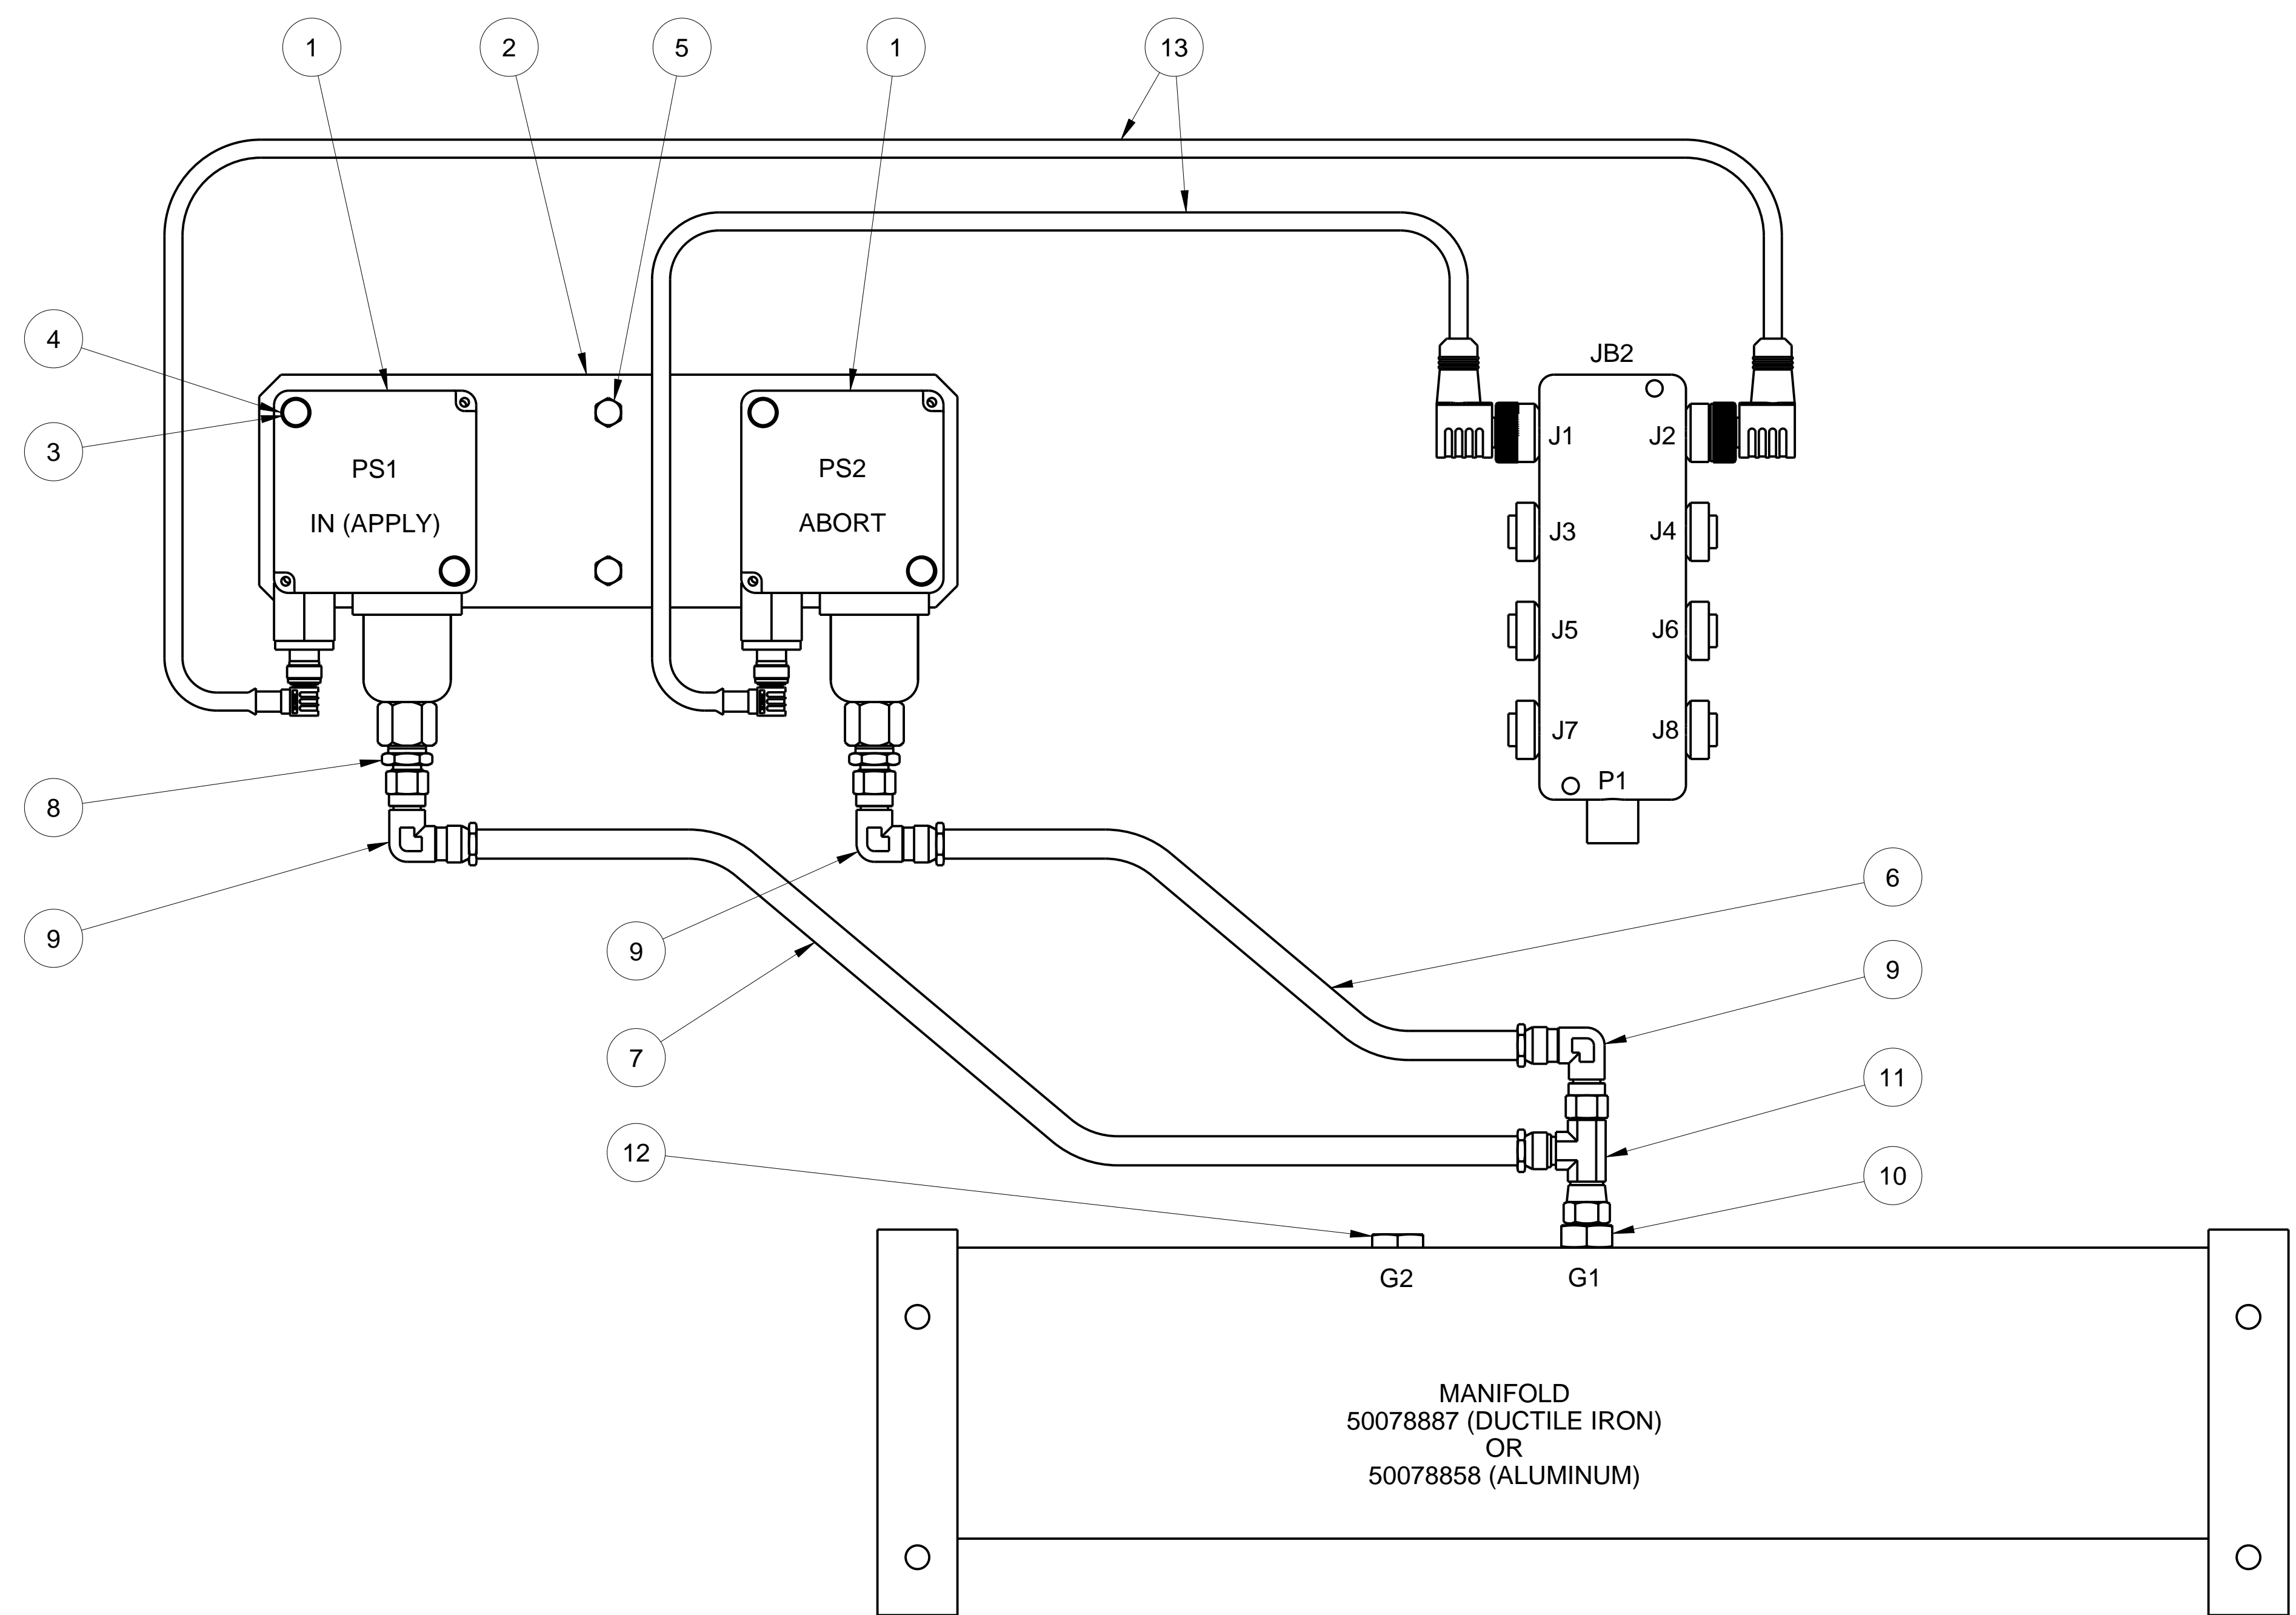 1
2
5
1
13
4
3
PS1
IN (APPLY)
PS2
ABORT
JB2
J1
J2
J3
J4
J5
J6
J7
J8
P1
8
9
9
7
12
6
9
11
10
G2
G1
MANIFOLD
50078887 (DUCTILE IRON)
OR
50078858 (ALUMINUM)